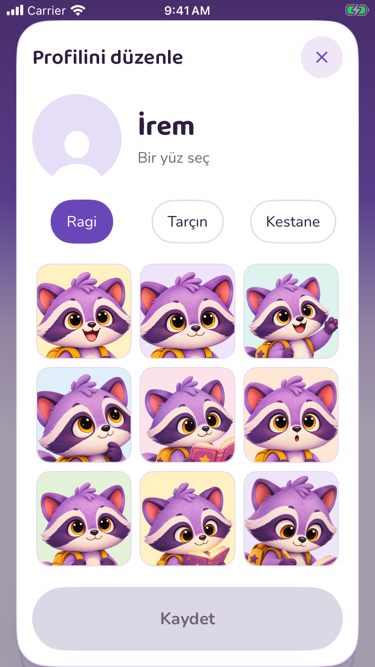 Carrier 9:41 AM
Profilini düzenle
İrem
Bir yüz seç
Ragi Tarçın Kestane
Kaydet